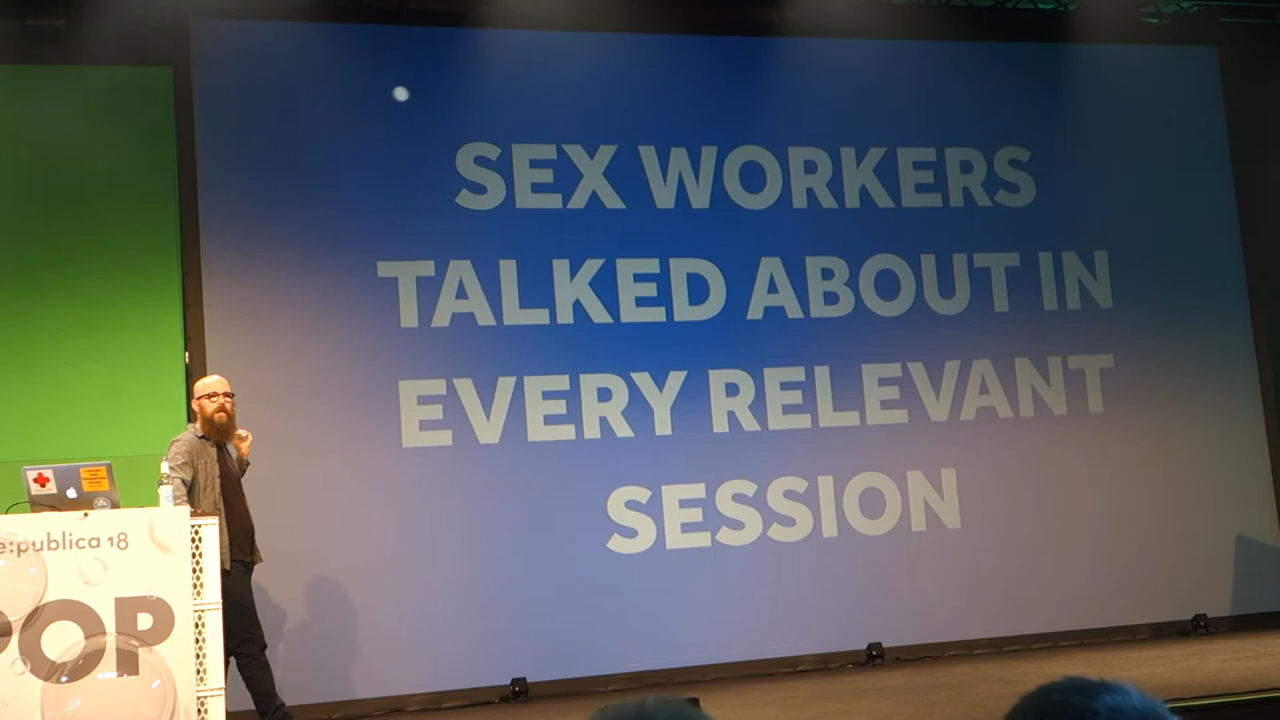 SEX WORKERS
TALKED ABOUT IN
EVERY RELEVANT
SESSION
e:publica 18
POP